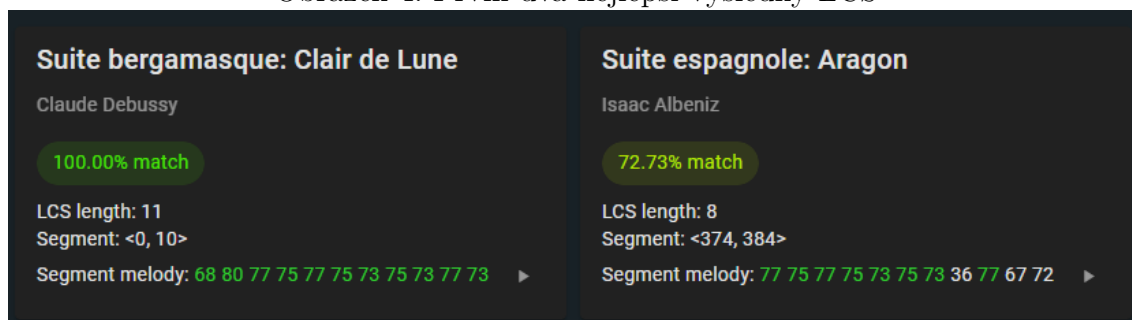 Suite bergamasque: Clair de Lune
Claude Debussy
100.00% match
LCS length: 11
Segment: <0, 10>
Segment melody: 68 80 77 75 77 75 73 75 73 77 73
Suite espagnole: Aragon
Isaac Albeniz
72.73% match
LCS length: 8
Segment: <374, 384>
Segment melody: 77 75 77 75 73 75 73 36 77 67 72